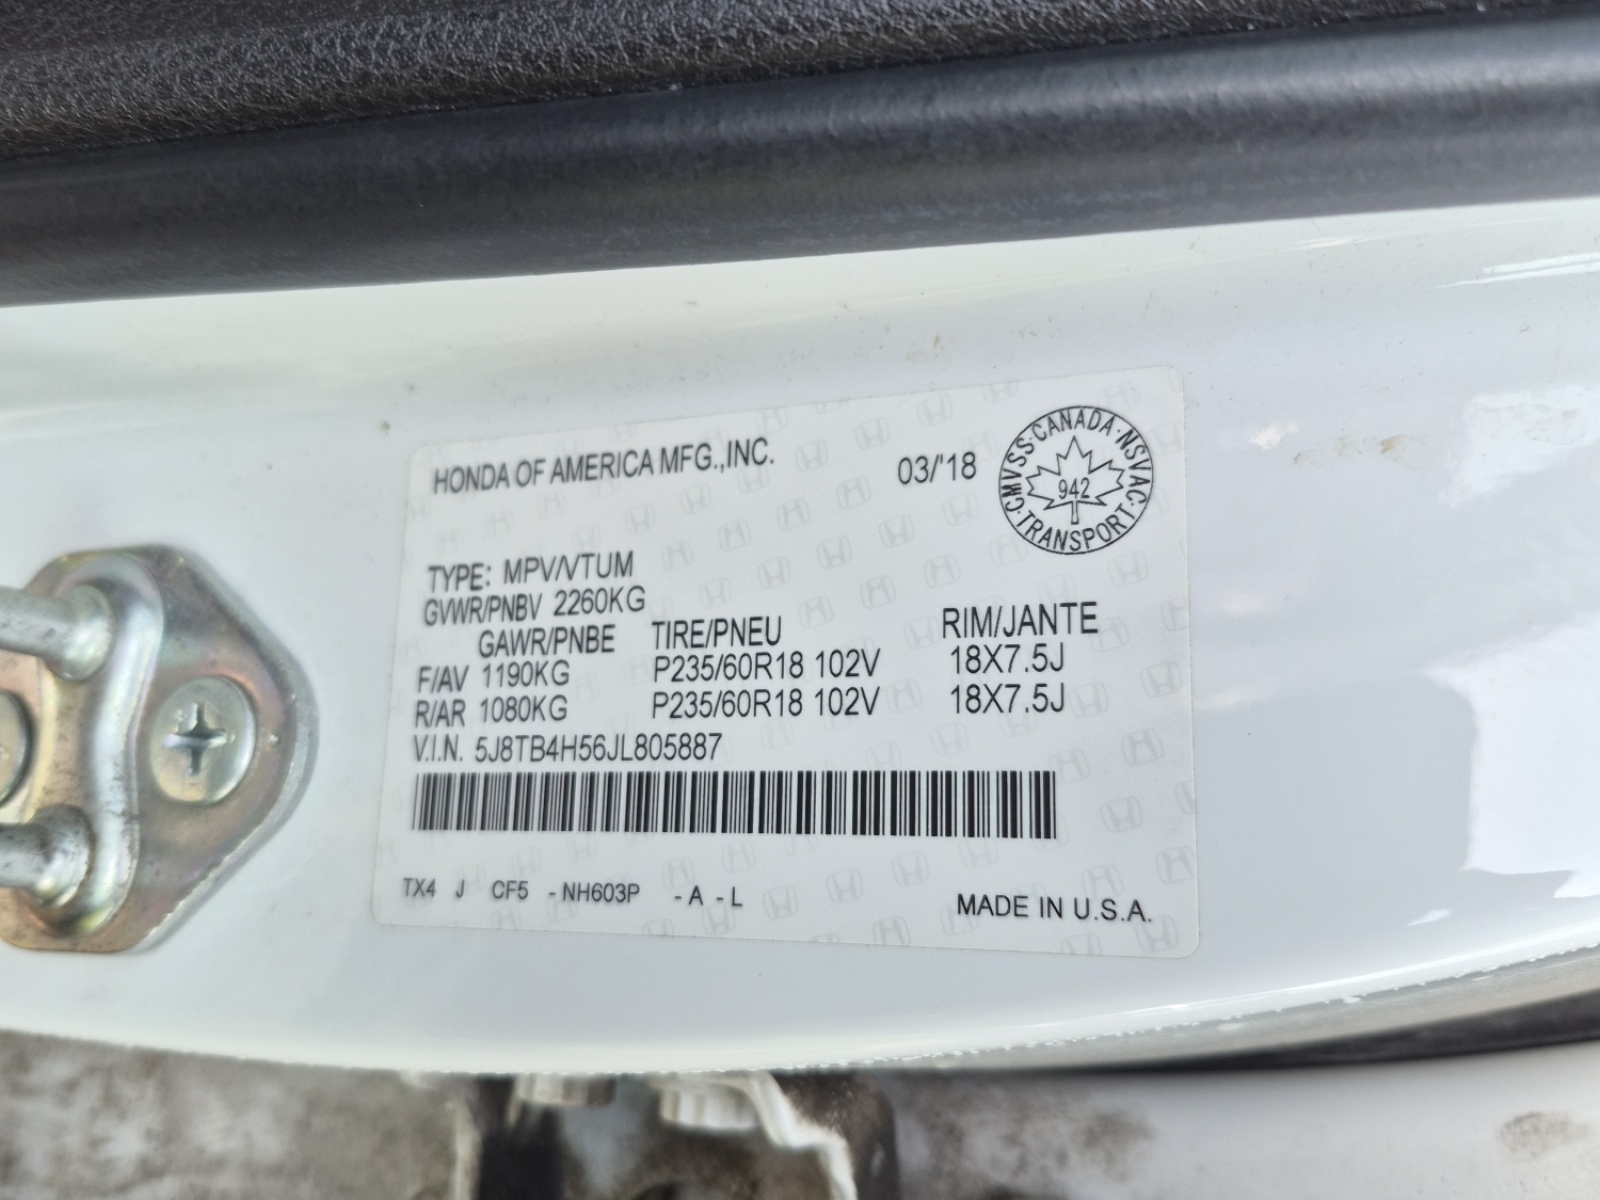 HONDA OF AMERICA MFG.,INC.
03/'18
CMVSS·CANADA·NSVAC·TRANSPORT·
942
TYPE: MPV/VTUM
GVWR/PNBV 2260KG
GAWR/PNBE TIRE/PNEU RIM/JANTE
F/AV 1190KG P235/60R18 102V 18X7.5J
R/AR 1080KG P235/60R18 102V 18X7.5J
V.I.N. 5J8TB4H56JL805887
TX4 J CF5 -NH603P -A -L
MADE IN U.S.A.